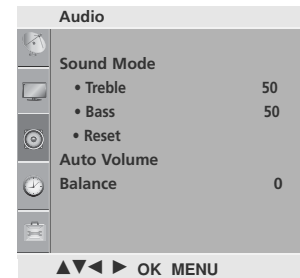 Audio
Sound Mode
• Treble 50
• Bass 50
• Reset
Auto Volume
Balance 0
▲▼◄ ► OK MENU